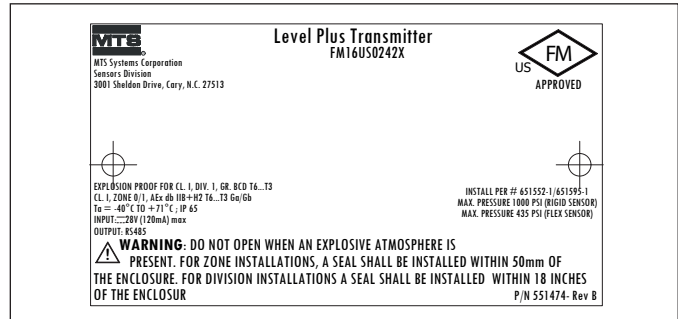 MTS
MTS Systems Corporation
Sensors Division
3001 Sheldon Drive, Cary, N.C. 27513
Level Plus Transmitter
FM16US0242X
FM
US
APPROVED
EXPLOSION PROOF FOR CL. I, DIV. 1, GR. BCD T6...T3
CL. I, ZONE 0/1, AEx db IIB+H2 T6...T3 Ga/Gb
Ta = -40°C TO +71°C ; IP 65
INPUT:⎓28V (120mA) max
OUTPUT: RS485
INSTALL PER # 651552-1/651595-1
MAX. PRESSURE 1000 PSI (RIGID SENSOR)
MAX. PRESSURE 435 PSI (FLEX SENSOR)
WARNING: DO NOT OPEN WHEN AN EXPLOSIVE ATMOSPHERE IS
PRESENT. FOR ZONE INSTALLATIONS, A SEAL SHALL BE INSTALLED WITHIN 50mm OF
THE ENCLOSURE. FOR DIVISION INSTALLATIONS A SEAL SHALL BE INSTALLED WITHIN 18 INCHES
OF THE ENCLOSUR
P/N 551474- Rev B